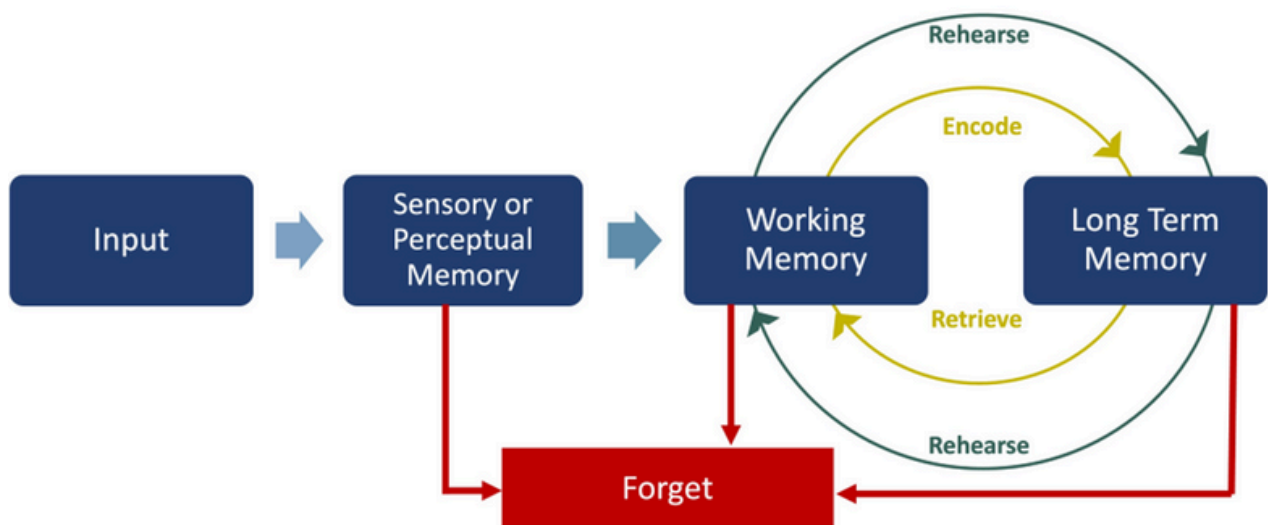 Rehearse
Encode
Input
Sensory or
Perceptual
Memory
Working
Memory
Long Term
Memory
Retrieve
Rehearse
Forget